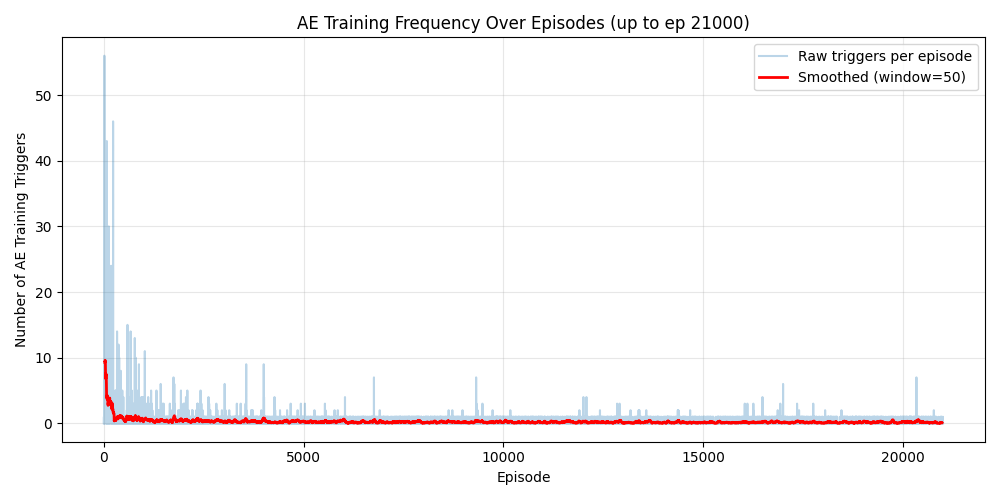 AE Training Frequency Over Episodes (up to ep 21000)
Raw triggers per episode
Smoothed (window=50)
Number of AE Training Triggers
50
40
30
20
10
0
0
5000
10000
15000
20000
Episode